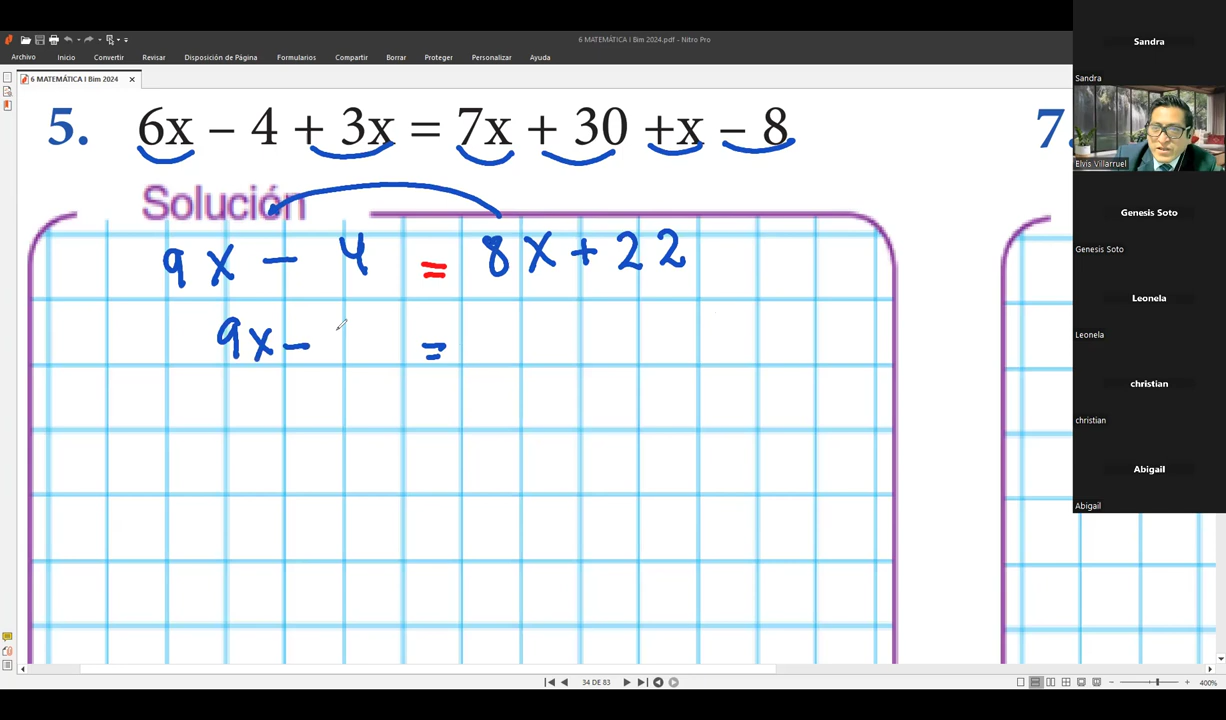 6 MATEMÁTICA I Bim 2024.pdf - Nitro Pro
Archivo Inicio Convertir Revisar Disposición de Página Formularios Compartir Borrar Proteger Personalizar Ayuda
6 MATEMÁTICA I Bim 2024
5. 6x – 4 + 3x = 7x + 30 +x – 8
7.
Solución
9x - 4 = 8x + 22
9x - =
Sandra
Sandra
Elvis Villarruel
Genesis Soto
Genesis Soto
Leonela
Leonela
christian
christian
Abigail
Abigail
34 DE 83
400%